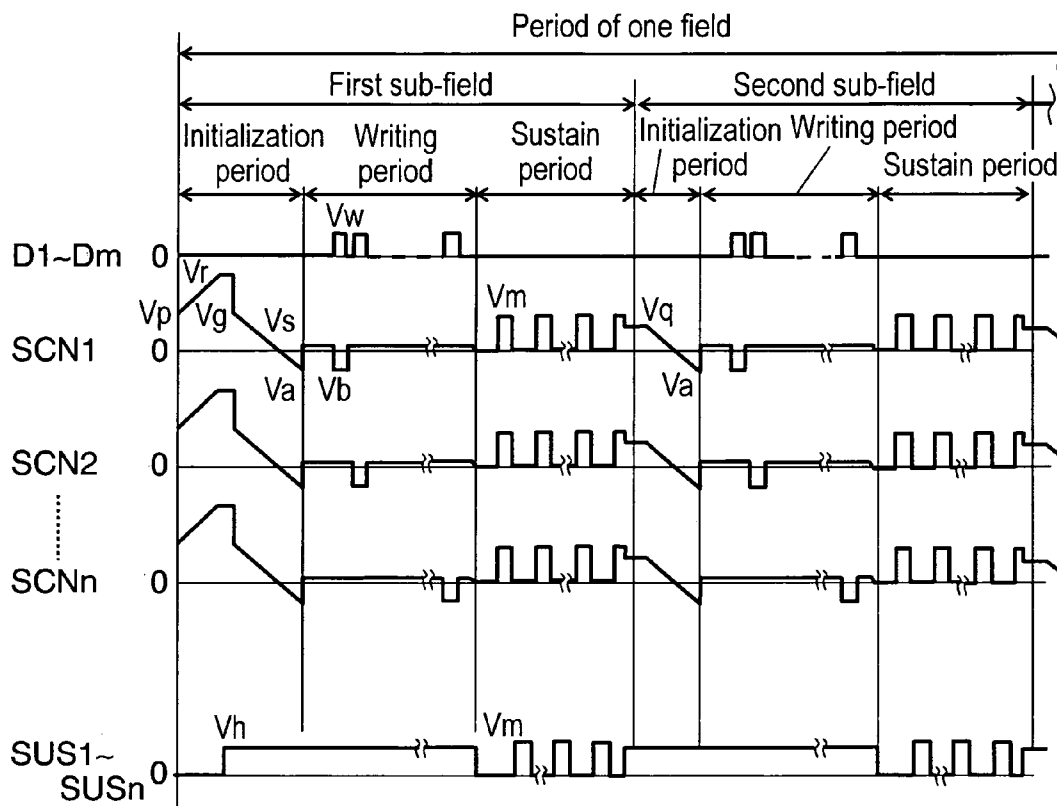 Period of one field
First sub-field
Second sub-field
Initialization
period
Writing
period
Sustain
period
Initialization
period
Writing period
Sustain period
D1~Dm 0
Vw
Vr
Vp
Vg
Vs
Vm
Vq
SCN1 0
Va
Vb
Va
SCN2 0
SCNn 0
Vh
Vm
SUS1~
SUSn
0